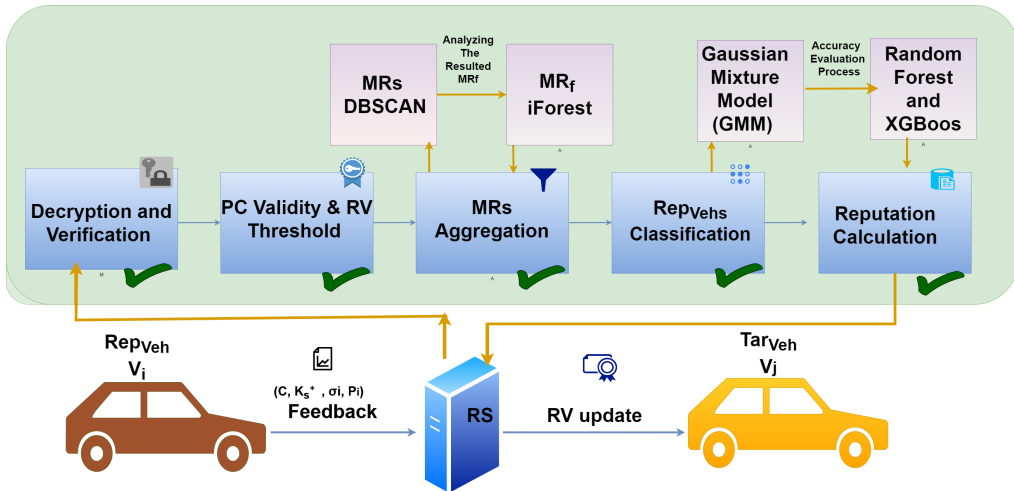 Analyzing
The
Resulted
MRf
MRs
DBSCAN
MRf
iForest
Gaussian
Mixture
Model
(GMM)
Accuracy
Evaluation
Process
Random
Forest
and
XGBoos
Decryption and
Verification
PC Validity & RV
Threshold
MRs
Aggregation
RepVehs
Classification
Reputation
Calculation
M
A
A
A
A
RepVeh
Vi
(C, Ks* , σi, Pi)
Feedback
RS
RV update
TarVeh
Vj